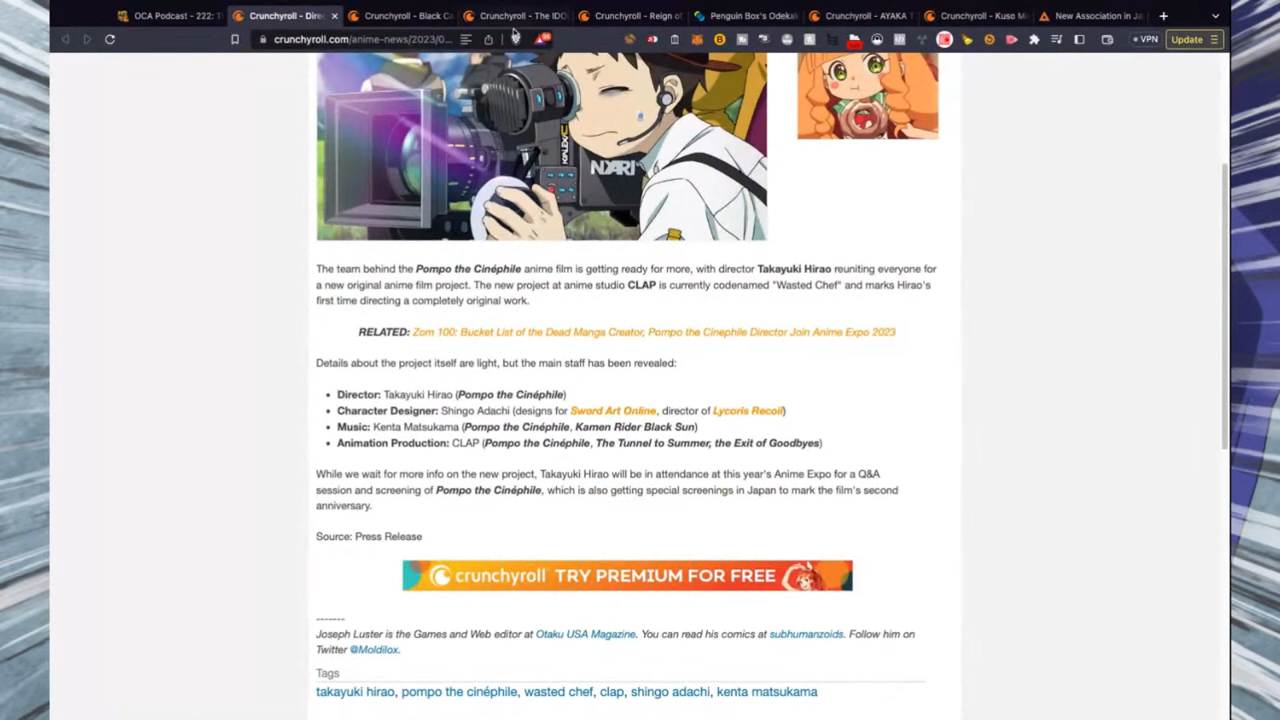 OCA Podcast - 222: T
Crunchyroll - Dire
Crunchyroll - Black Ca
Crunchyroll - The IDO
Crunchyroll - Reign of
Penguin Box's Odekak
Crunchyroll - AYAKA T
Crunchyroll - Kuso Mi
New Association in Ja
crunchyroll.com/anime-news/2023/0...
VPN
Update
NXARI
The team behind the Pompo the Cinéphile anime film is getting ready for more, with director Takayuki Hirao reuniting everyone for
a new original anime film project. The new project at anime studio CLAP is currently codenamed "Wasted Chef" and marks Hirao's
first time directing a completely original work.
RELATED: Zom 100: Bucket List of the Dead Manga Creator, Pompo the Cinephile Director Join Anime Expo 2023
Details about the project itself are light, but the main staff has been revealed:
• Director: Takayuki Hirao (Pompo the Cinéphile)
• Character Designer: Shingo Adachi (designs for Sword Art Online, director of Lycoris Recoil)
• Music: Kenta Matsukama (Pompo the Cinéphile, Kamen Rider Black Sun)
• Animation Production: CLAP (Pompo the Cinéphile, The Tunnel to Summer, the Exit of Goodbyes)
While we wait for more info on the new project, Takayuki Hirao will be in attendance at this year's Anime Expo for a Q&A
session and screening of Pompo the Cinéphile, which is also getting special screenings in Japan to mark the film's second
anniversary.
Source: Press Release
crunchyroll TRY PREMIUM FOR FREE
-------
Joseph Luster is the Games and Web editor at Otaku USA Magazine. You can read his comics at subhumanzoids. Follow him on
Twitter @Moldilox.
Tags
takayuki hirao, pompo the cinéphile, wasted chef, clap, shingo adachi, kenta matsukama